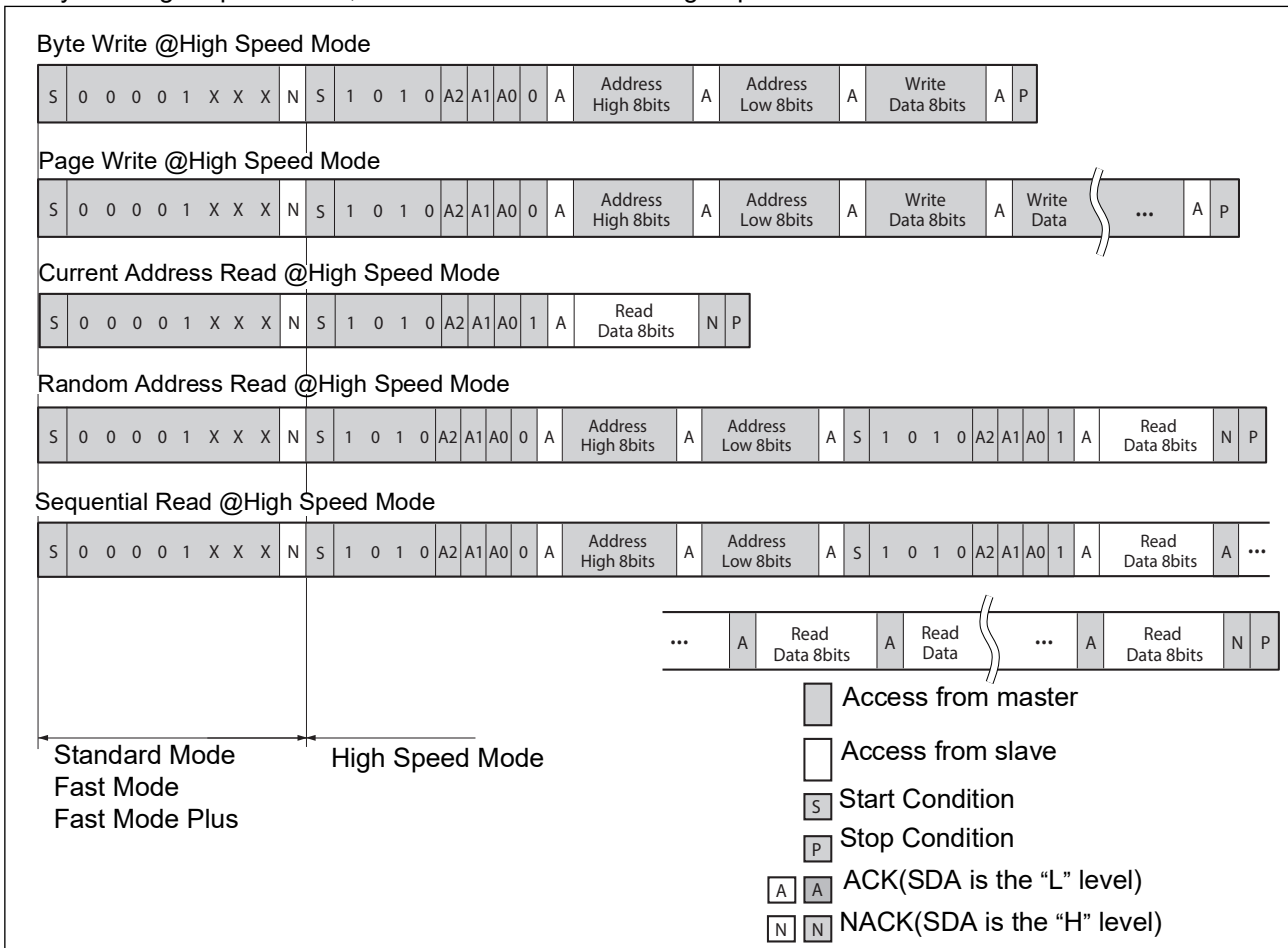 Byte Write @High Speed Mode
S 0 0 0 0 1 X X X N S 1 0 1 0 A2 A1 A0 0 A Address High 8bits A Address Low 8bits A Write Data 8bits A P
Page Write @High Speed Mode
S 0 0 0 0 1 X X X N S 1 0 1 0 A2 A1 A0 0 A Address High 8bits A Address Low 8bits A Write Data 8bits A Write Data ... A P
Current Address Read @High Speed Mode
S 0 0 0 0 1 X X X N S 1 0 1 0 A2 A1 A0 1 A Read Data 8bits N P
Random Address Read @High Speed Mode
S 0 0 0 0 1 X X X N S 1 0 1 0 A2 A1 A0 0 A Address High 8bits A Address Low 8bits A S 1 0 1 0 A2 A1 A0 1 A Read Data 8bits N P
Sequential Read @High Speed Mode
S 0 0 0 0 1 X X X N S 1 0 1 0 A2 A1 A0 0 A Address High 8bits A Address Low 8bits A S 1 0 1 0 A2 A1 A0 1 A Read Data 8bits A ...
... A Read Data 8bits A Read Data ... A Read Data 8bits N P
Standard Mode
Fast Mode
Fast Mode Plus
High Speed Mode
Access from master
Access from slave
S Start Condition
P Stop Condition
A A ACK(SDA is the “L” level)
N N NACK(SDA is the “H” level)